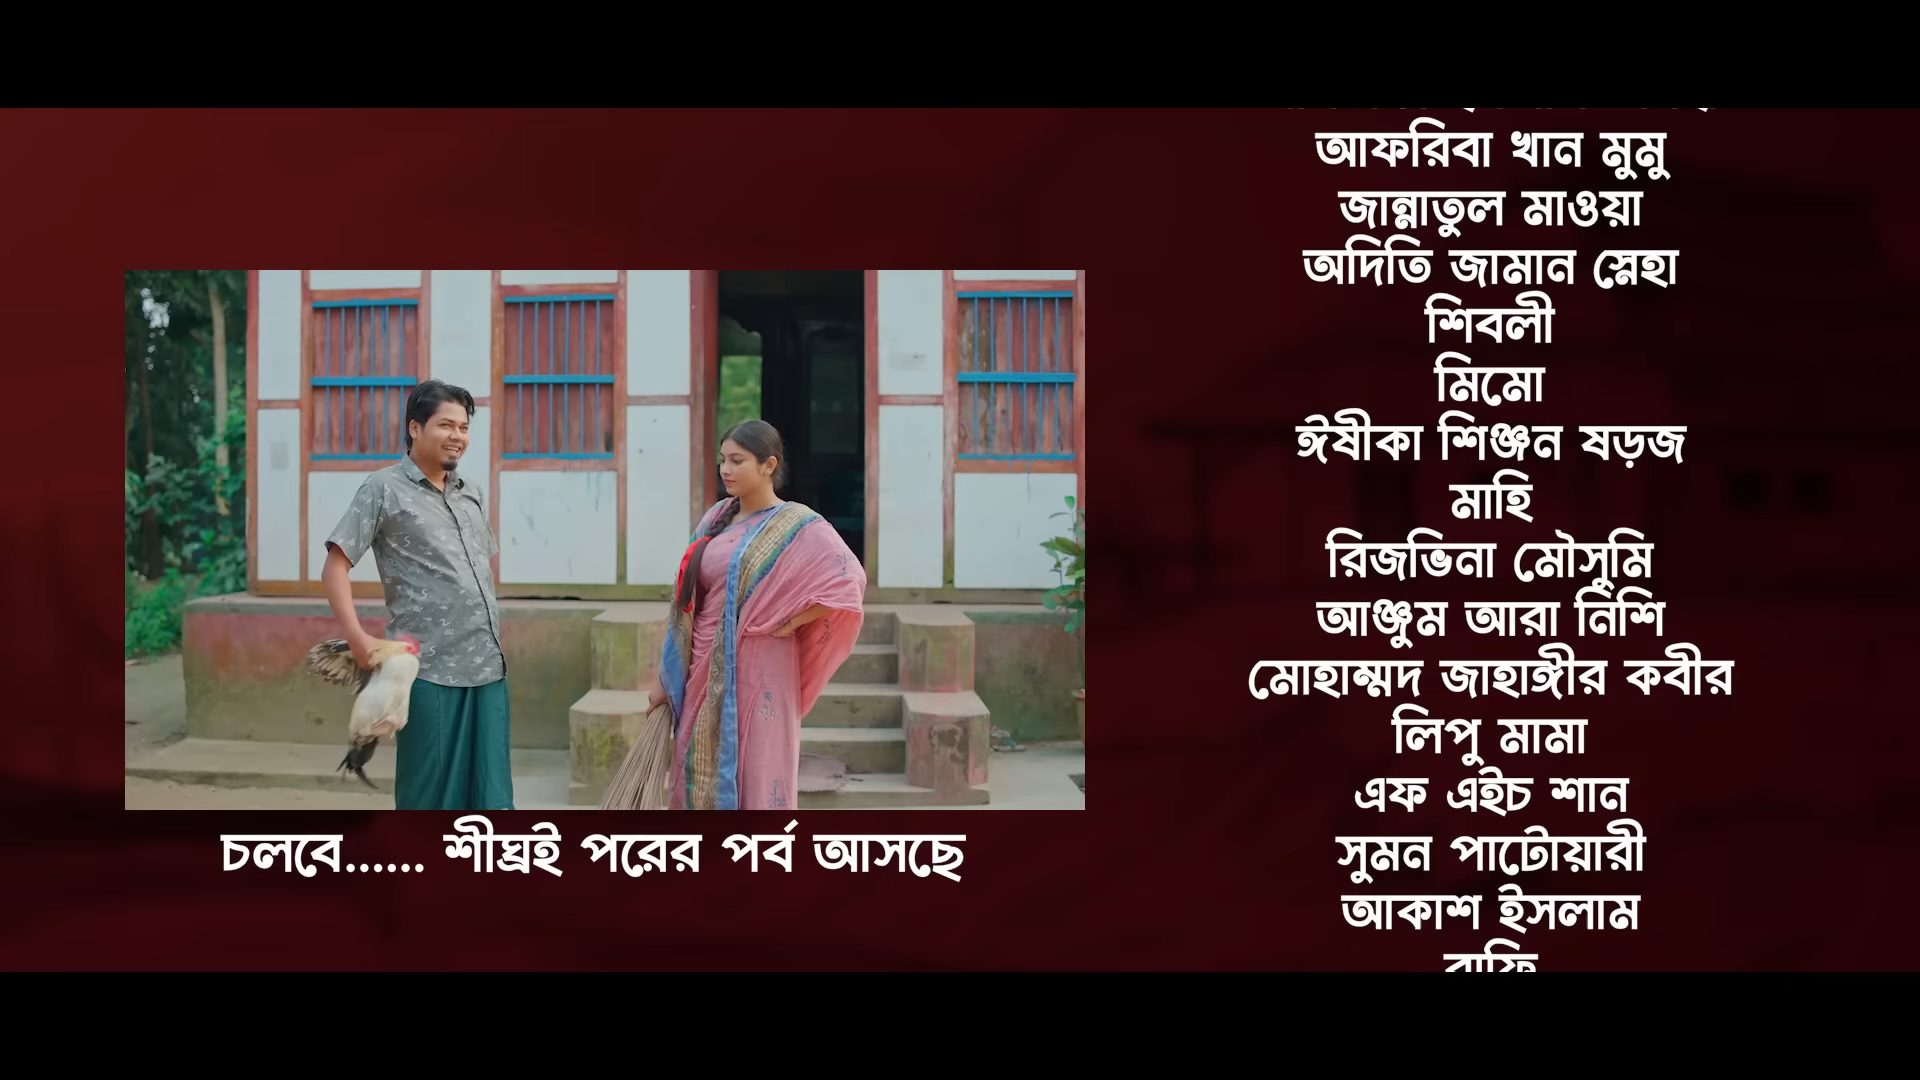 আফরিবা খান মুমু
জান্নাতুল মাওয়া
অদিতি জামান স্নেহা
শিবলী
মিমো
ঈষীকা শিঞ্জন ষড়জ
মাহি
রিজভিনা মৌসুমি
আঞ্জুম আরা নিশি
মোহাম্মদ জাহাঙ্গীর কবীর
লিপু মামা
এফ এইচ শান
সুমন পাটোয়ারী
আকাশ ইসলাম
চলবে...... শীঘ্রই পরের পর্ব আসছে